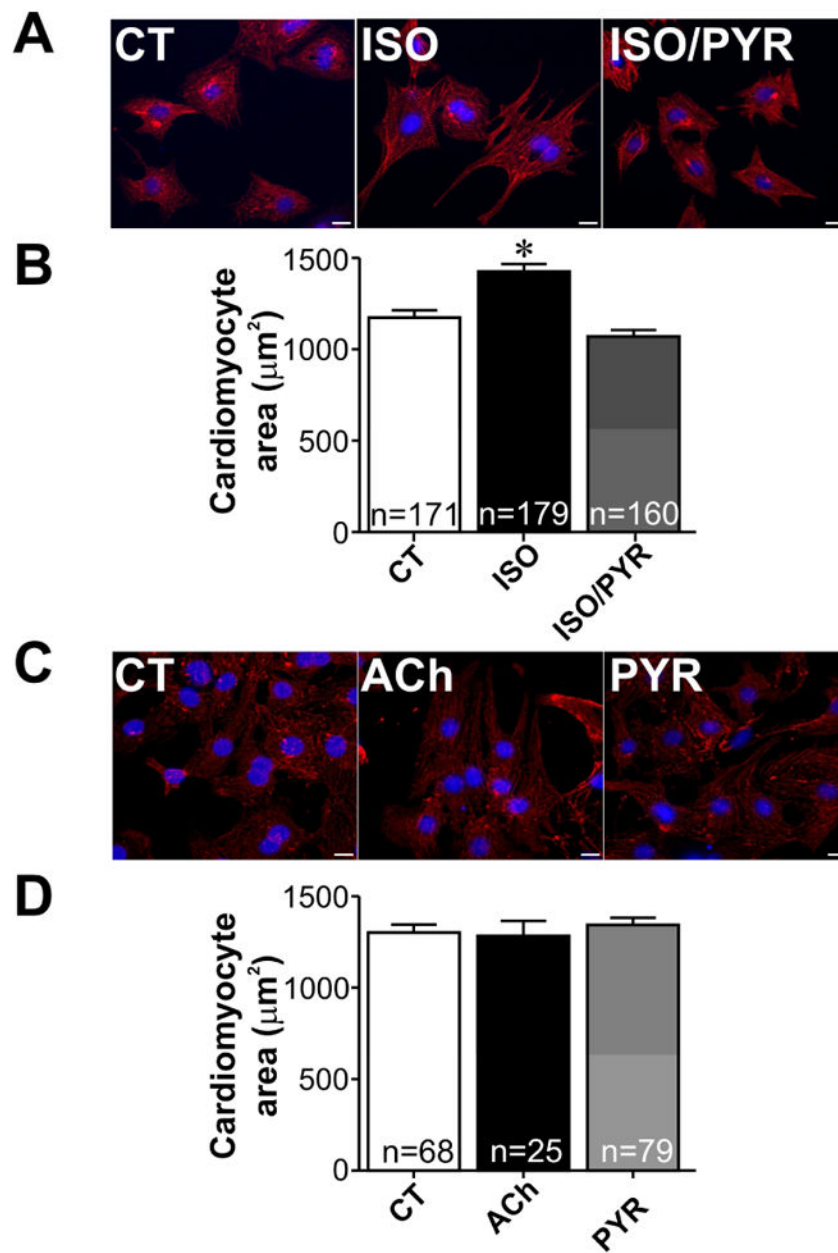 A
CT
ISO
ISO/PYR
B
*
Cardiomyocyte
area (μm²)
1500
1000
500
0
n=171
n=179
n=160
CT
ISO
ISO/PYR
C
CT
ACh
PYR
D
Cardiomyocyte
area (μm²)
1500
1000
500
0
n=68
n=25
n=79
CT
ACh
PYR